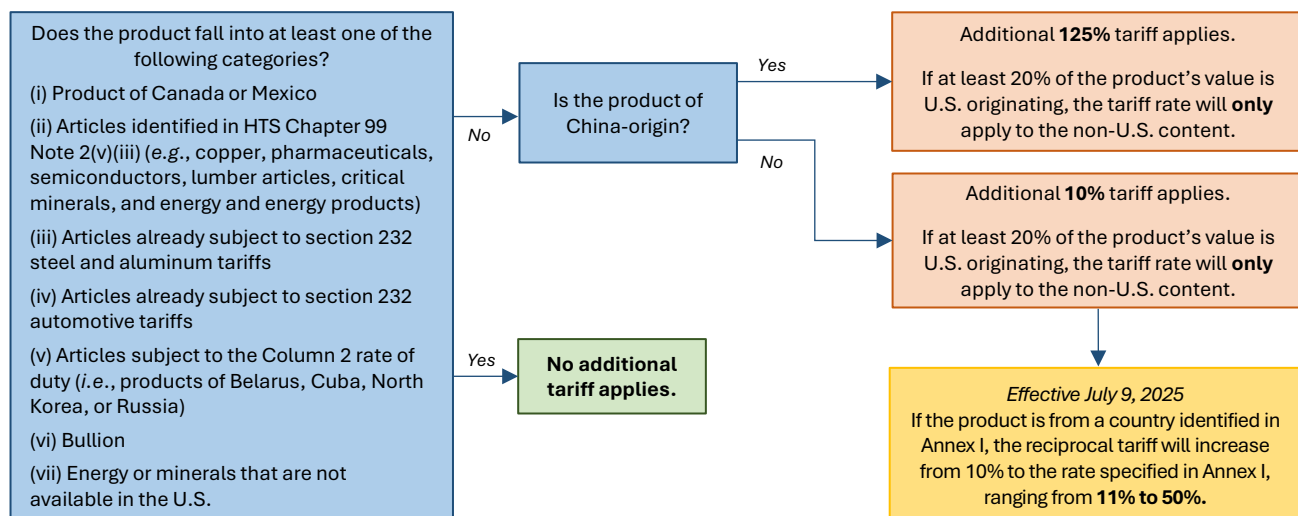 Does the product fall into at least one of the
following categories?
(i) Product of Canada or Mexico
(ii) Articles identified in HTS Chapter 99
Note 2(v)(iii) (e.g., copper, pharmaceuticals,
semiconductors, lumber articles, critical
minerals, and energy and energy products)
(iii) Articles already subject to section 232
steel and aluminum tariffs
(iv) Articles already subject to section 232
automotive tariffs
(v) Articles subject to the Column 2 rate of
duty (i.e., products of Belarus, Cuba, North
Korea, or Russia)
(vi) Bullion
(vii) Energy or minerals that are not
available in the U.S.
No
Yes
Is the product of
China-origin?
No additional
tariff applies.
Yes
No
Additional 125% tariff applies.
If at least 20% of the product’s value is
U.S. originating, the tariff rate will only
apply to the non-U.S. content.
Additional 10% tariff applies.
If at least 20% of the product’s value is
U.S. originating, the tariff rate will only
apply to the non-U.S. content.
Effective July 9, 2025
If the product is from a country identified in
Annex I, the reciprocal tariff will increase
from 10% to the rate specified in Annex I,
ranging from 11% to 50%.